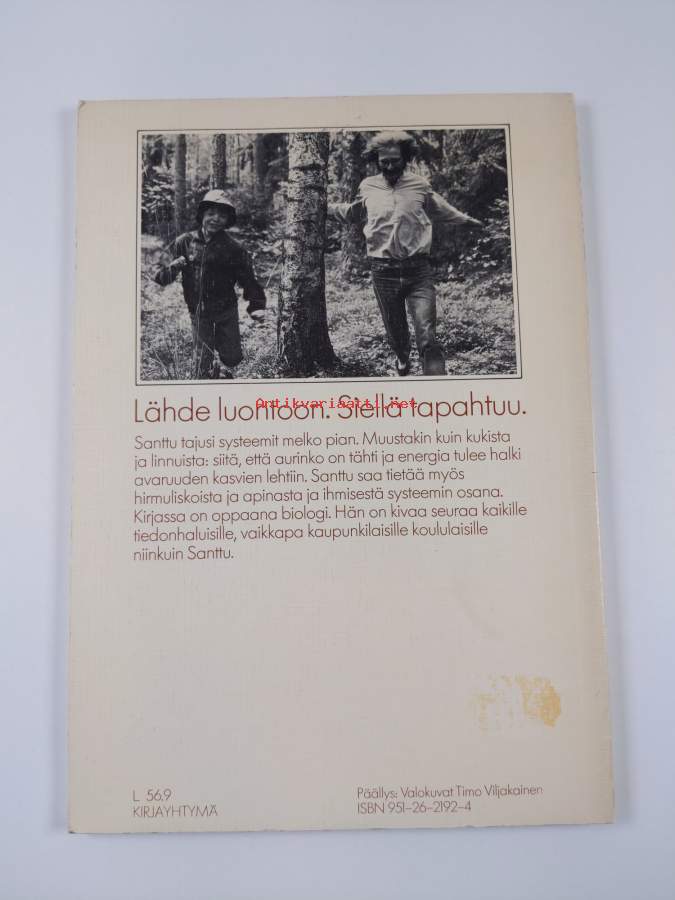 Antikvariaatti.net
Lähde luontoon. Siellä tapahtuu.
Santtu tajusi systeemit melko pian. Muustakin kuin kukista
ja linnuista: siitä, että aurinko on tähti ja energia tulee halki
avaruuden kasvien lehtiin. Santtu saa tietää myös
hirmuliskoista ja apinasta ja ihmisestä systeemin osana.
Kirjassa on oppaana biologi. Hän on kivaa seuraa kaikille
tiedonhaluisille, vaikkapa kaupunkilaisille koululaisille
niinkuin Santtu.
L 56.9
KIRJAYHTYMÄ
Päällys: Valokuvat Timo Viljakainen
ISBN 951-26-2192-4